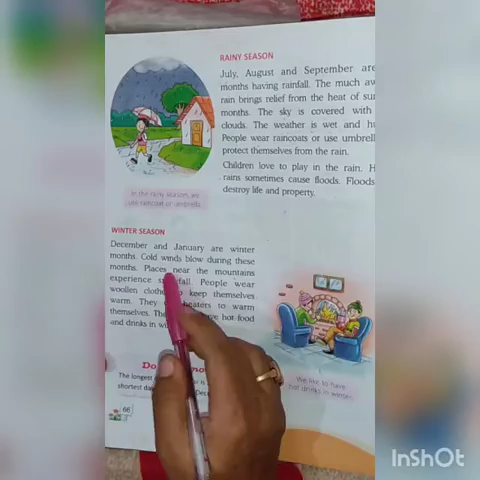 RAINY SEASON
July, August and September are
months having rainfall. The much
rain brings relief from the heat of
months. The sky is covered with
clouds. The weather is wet and
People wear raincoats or use
protect themselves from the rain.
Children love to play in the rain. H
rains sometimes cause floods. Floods
destroy life and property.
In the rainy season, we
use raincoat or umbrella.
WINTER SEASON
December and January are winter
months. Cold winds blow during these
months. Places near the mountains
experience fall. People wear
woollen to keep themselves
warm. They heaters to warm
themselves. hot food
and drinks in
The longest is
shortest
We like to have
hot drinks in winter.
66
InShOt